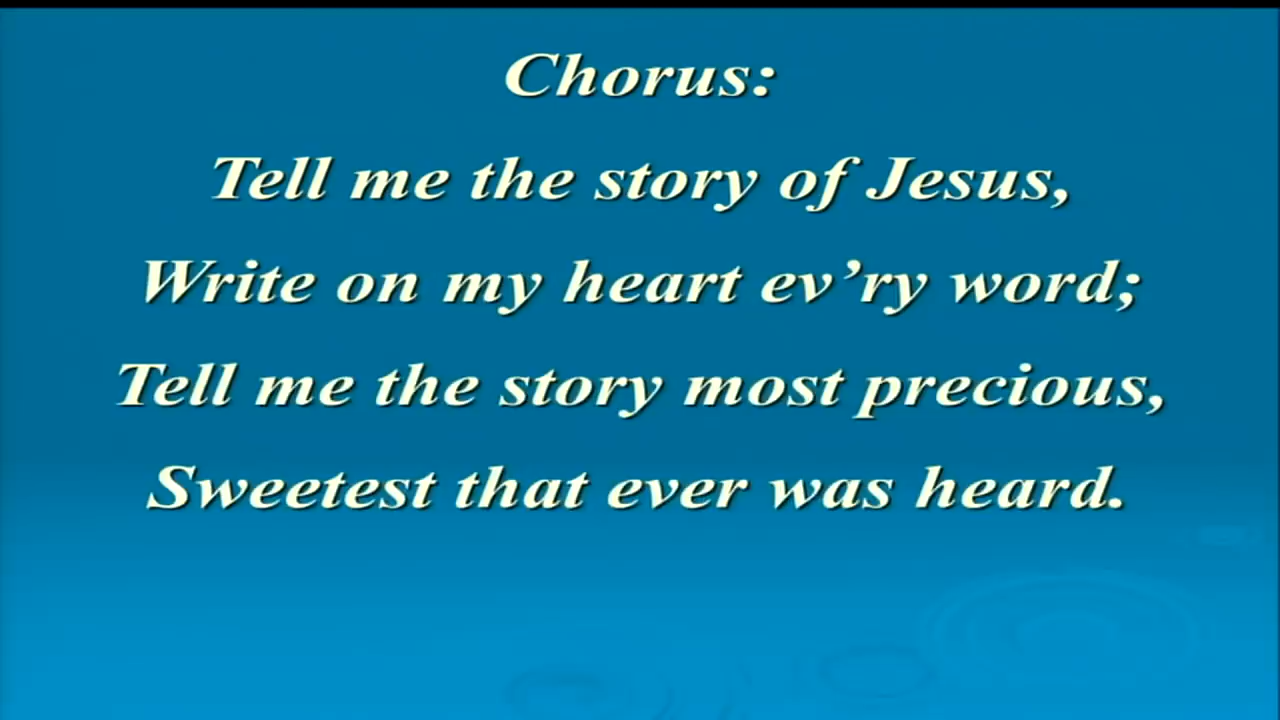 Chorus:
Tell me the story of Jesus,
Write on my heart ev’ry word;
Tell me the story most precious,
Sweetest that ever was heard.